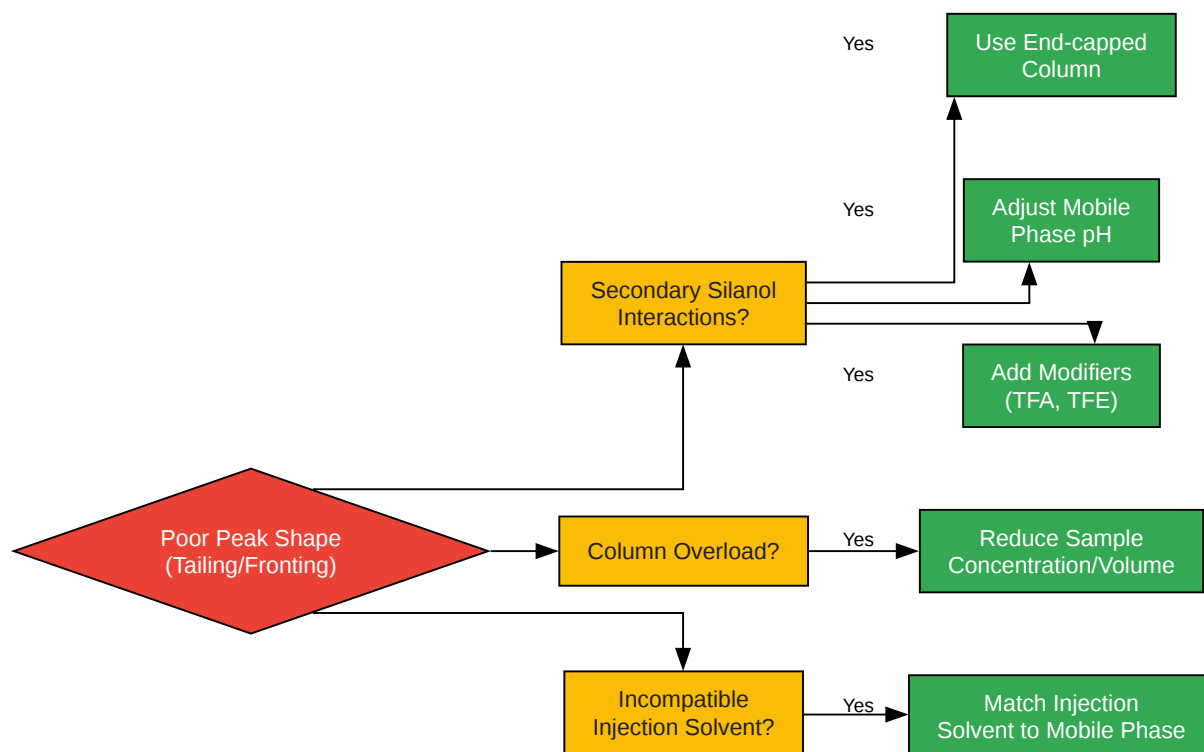 Yes
Use End-capped
Column
Yes
Adjust Mobile
Phase pH
Secondary Silanol
Interactions?
Yes
Add Modifiers
(TFA, TFE)
Poor Peak Shape
(Tailing/Fronting)
Column Overload?
Yes
Reduce Sample
Concentration/Volume
Incompatible
Injection Solvent?
Yes
Match Injection
Solvent to Mobile Phase